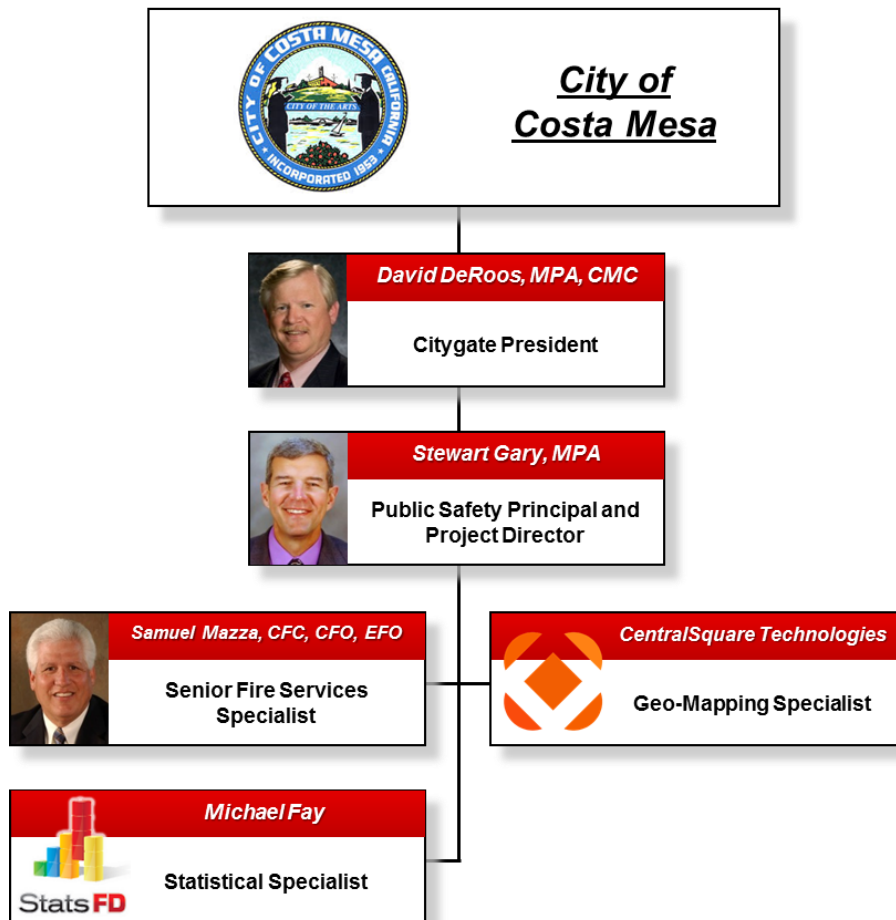 CITY OF COSTA MESA CALIFORNIA
CITY OF THE ARTS
★ INCORPORATED 1953 ★
City of
Costa Mesa
David DeRoos, MPA, CMC
Citygate President
Stewart Gary, MPA
Public Safety Principal and
Project Director
Samuel Mazza, CFC, CFO, EFO
Senior Fire Services
Specialist
CentralSquare Technologies
Geo-Mapping Specialist
Michael Fay
Statistical Specialist
StatsFD